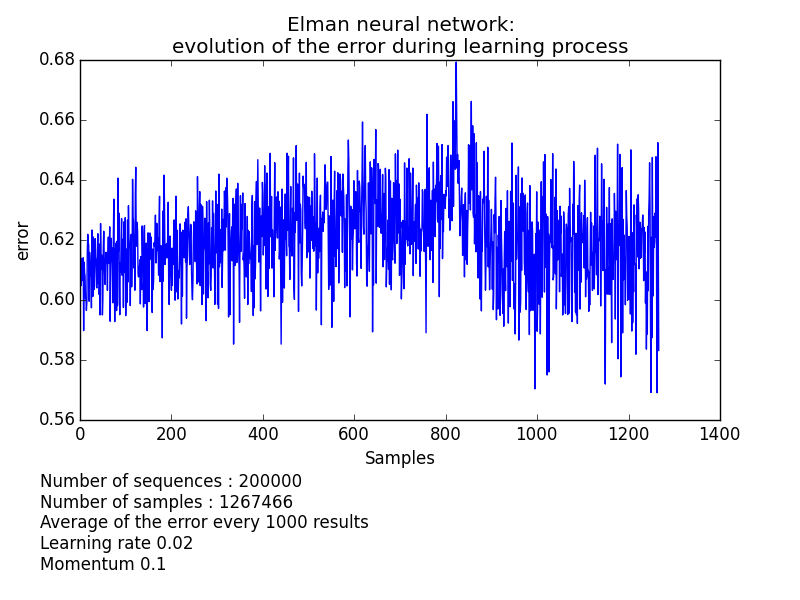 Elman neural network:
evolution of the error during learning process
0.68
0.66
0.64
0.62
0.60
0.58
0.56
error
0 200 400 600 800 1000 1200 1400
Samples
Number of sequences : 200000
Number of samples : 1267466
Average of the error every 1000 results
Learning rate 0.02
Momentum 0.1